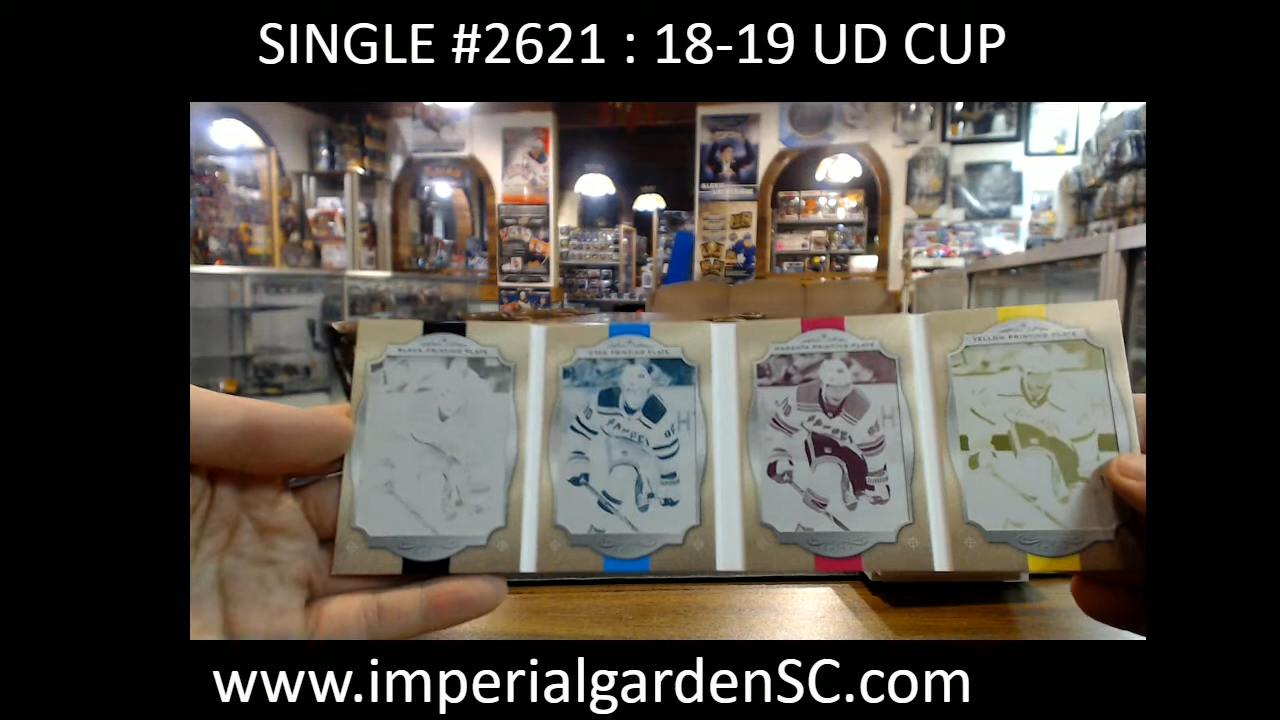 SINGLE #2621 : 18-19 UD CUP
BLACK PRINTING PLATE
CYAN PRINTING PLATE
MAGENTA PRINTING PLATE
YELLOW PRINTING PLATE
www.imperialgardenSC.com